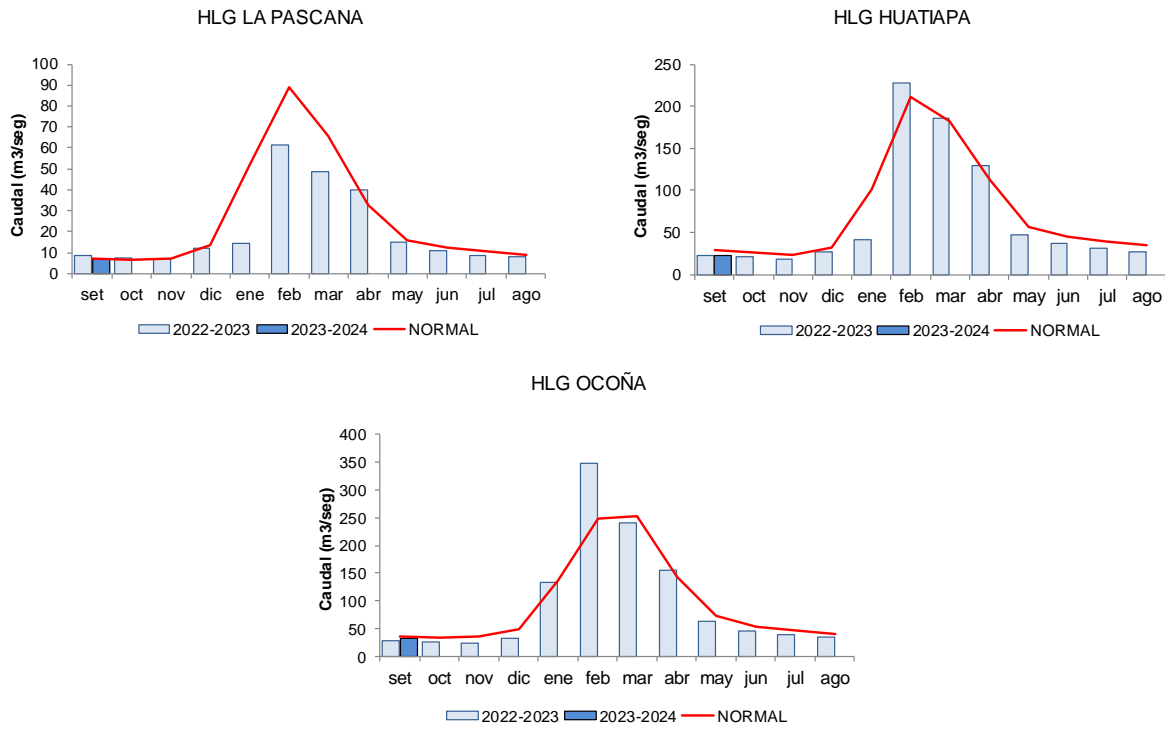 HLG LA PASCANA
Caudal (m3/seg)
100
90
80
70
60
50
40
30
20
10
0
set oct nov dic ene feb mar abr may jun jul ago
2022-2023 2023-2024 NORMAL
HLG HUATIAPA
Caudal (m3/seg)
250
200
150
100
50
0
set oct nov dic ene feb mar abr may jun jul ago
2022-2023 2023-2024 NORMAL
HLG OCOÑA
Caudal (m3/seg)
400
350
300
250
200
150
100
50
0
set oct nov dic ene feb mar abr may jun jul ago
2022-2023 2023-2024 NORMAL